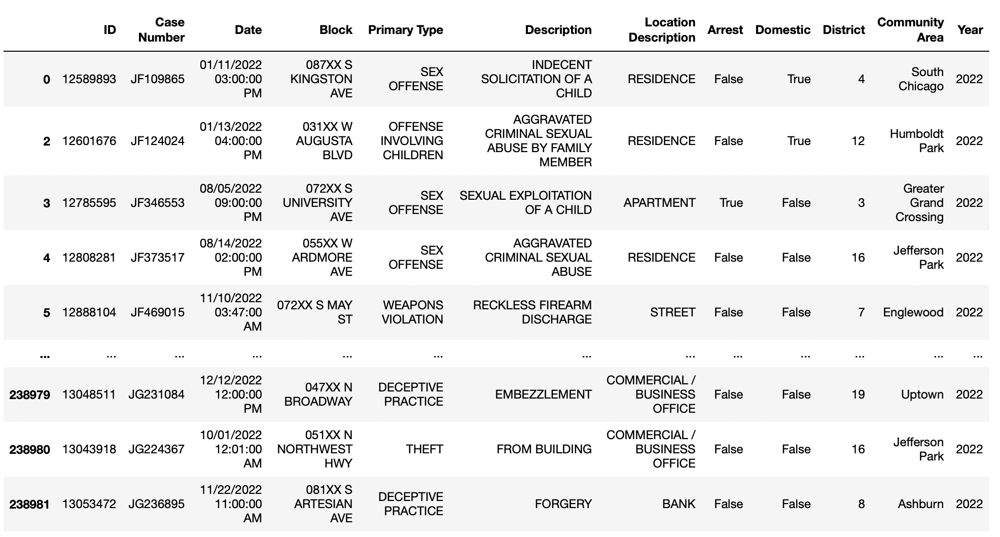 ID Case Number Date Block Primary Type Description Location Description Arrest Domestic District Community Area Year
0 12589893 JF109865 01/11/2022 03:00:00 PM 087XX S KINGSTON AVE SEX OFFENSE INDECENT SOLICITATION OF A CHILD RESIDENCE False True 4 South Chicago 2022
2 12601676 JF124024 01/13/2022 04:00:00 PM 031XX W AUGUSTA BLVD OFFENSE INVOLVING CHILDREN AGGRAVATED CRIMINAL SEXUAL ABUSE BY FAMILY MEMBER RESIDENCE False True 12 Humboldt Park 2022
3 12785595 JF346553 08/05/2022 09:00:00 PM 072XX S UNIVERSITY AVE SEX OFFENSE SEXUAL EXPLOITATION OF A CHILD APARTMENT True False 3 Greater Grand Crossing 2022
4 12808281 JF373517 08/14/2022 02:00:00 PM 055XX W ARDMORE AVE SEX OFFENSE AGGRAVATED CRIMINAL SEXUAL ABUSE RESIDENCE False False 16 Jefferson Park 2022
5 12888104 JF469015 11/10/2022 03:47:00 AM 072XX S MAY ST WEAPONS VIOLATION RECKLESS FIREARM DISCHARGE STREET False False 7 Englewood 2022
... ... ... ... ... ... ... ... ... ... ... ... ...
238979 13048511 JG231084 12/12/2022 12:00:00 PM 047XX N BROADWAY DECEPTIVE PRACTICE EMBEZZLEMENT COMMERCIAL / BUSINESS OFFICE False False 19 Uptown 2022
238980 13043918 JG224367 10/01/2022 12:01:00 AM 051XX N NORTHWEST HWY THEFT FROM BUILDING COMMERCIAL / BUSINESS OFFICE False False 16 Jefferson Park 2022
238981 13053472 JG236895 11/22/2022 11:00:00 AM 081XX S ARTESIAN AVE DECEPTIVE PRACTICE FORGERY BANK False False 8 Ashburn 2022